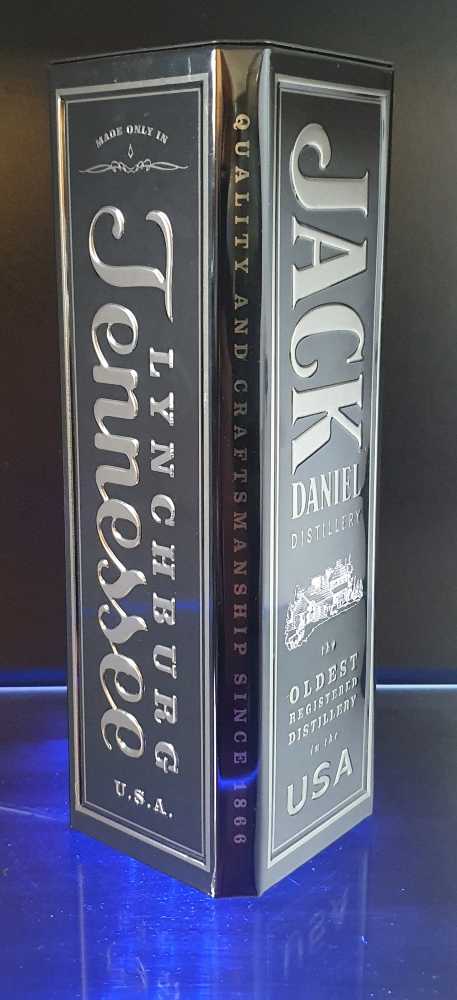 MADE ONLY IN
LYNCHBURG
Tennessee
U.S.A.
QUALITY AND CRAFTSMANSHIP SINCE 1866
JACK
DANIEL
DISTILLERY
the
OLDEST
REGISTERED
DISTILLERY
in the
USA